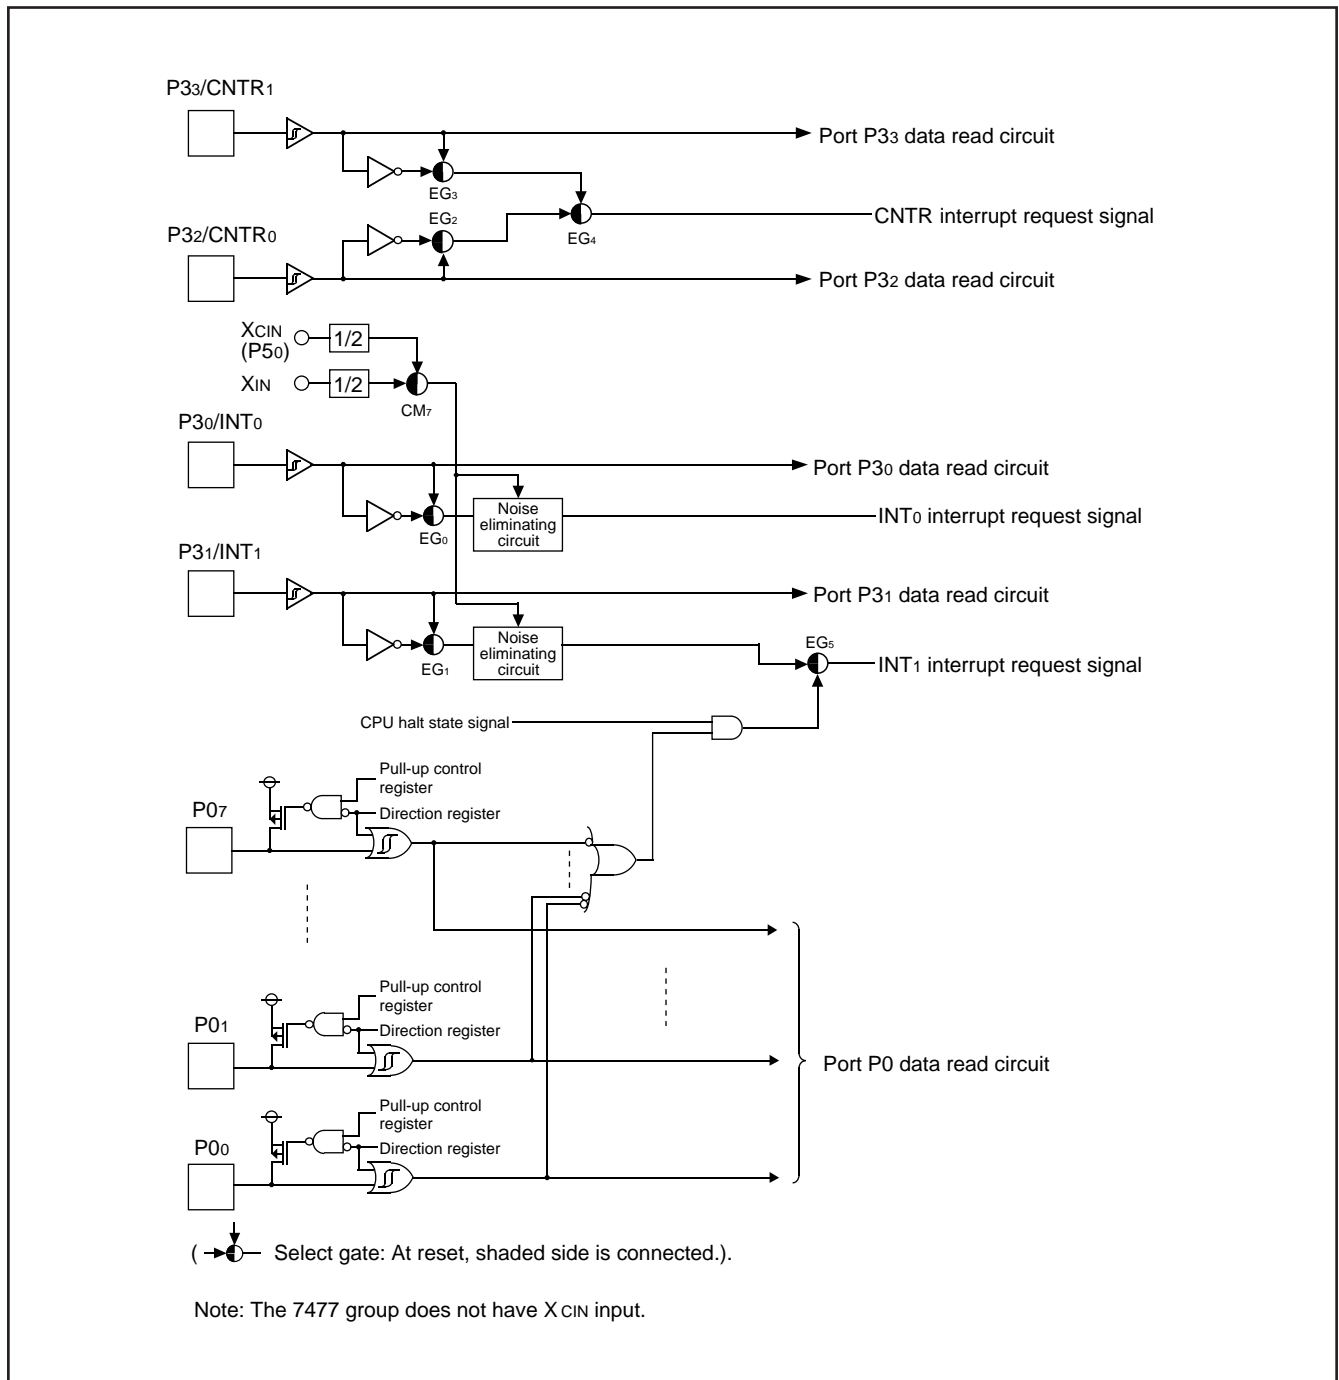 P33/CNTR1
Port P33 data read circuit
EG3
EG2
CNTR interrupt request signal
EG4
P32/CNTR0
Port P32 data read circuit
XCIN
(P50)
1/2
XIN
1/2
CM7
P30/INT0
Port P30 data read circuit
Noise
eliminating
circuit
INT0 interrupt request signal
EG0
P31/INT1
Port P31 data read circuit
Noise
eliminating
circuit
EG5
EG1
INT1 interrupt request signal
CPU halt state signal
Pull-up control
register
P07
Direction register
Pull-up control
register
P01
Direction register
Port P0 data read circuit
Pull-up control
register
P00
Direction register
( Select gate: At reset, shaded side is connected.).
Note: The 7477 group does not have XCIN input.